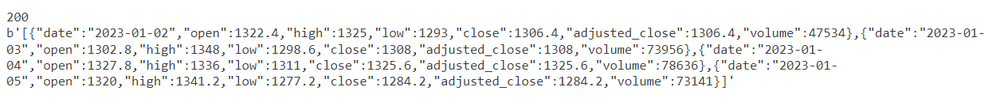 200
b'[{"date":"2023-01-02","open":1322.4,"high":1325,"low":1293,"close":1306.4,"adjusted_close":1306.4,"volume":47534},{"date":"2023-01-
03","open":1302.8,"high":1348,"low":1298.6,"close":1308,"adjusted_close":1308,"volume":73956},{"date":"2023-01-
04","open":1327.8,"high":1336,"low":1311,"close":1325.6,"adjusted_close":1325.6,"volume":78636},{"date":"2023-01-
05","open":1320,"high":1341.2,"low":1277.2,"close":1284.2,"adjusted_close":1284.2,"volume":73141}]'